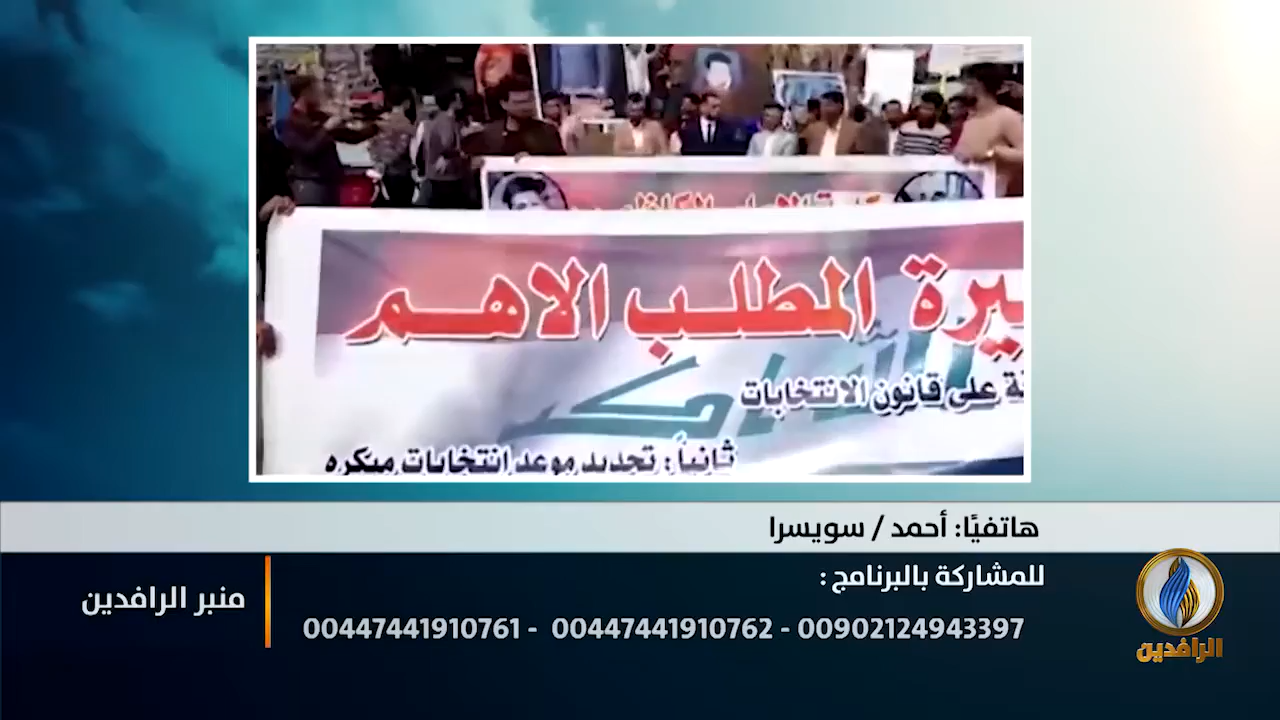 المطلب الاهم
على قانون الانتخابات
ثانياً: تحديد موعد انتخابات مبكره
هاتفيًا: أحمد / سويسرا
للمشاركة بالبرنامج :
00447441910761 - 00447441910762 - 00902124943397
منبر الرافدين
الرافدين